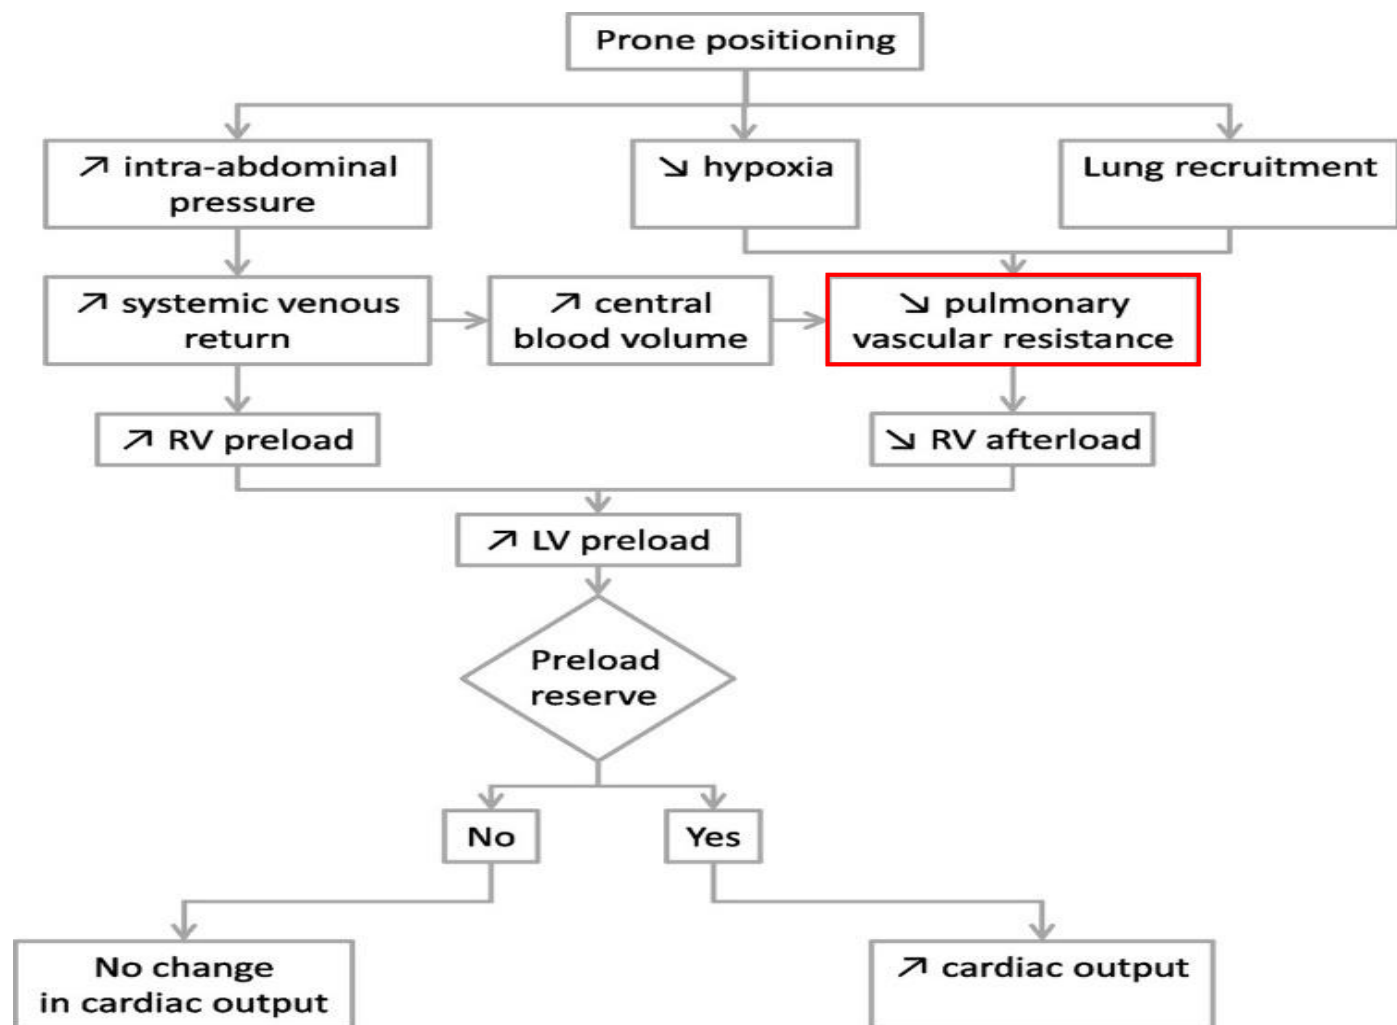 Prone positioning
↗ intra-abdominal
pressure
↘ hypoxia
Lung recruitment
↗ systemic venous
return
↗ central
blood volume
↘ pulmonary
vascular resistance
↗ RV preload
↘ RV afterload
↗ LV preload
Preload
reserve
No
Yes
No change
in cardiac output
↗ cardiac output